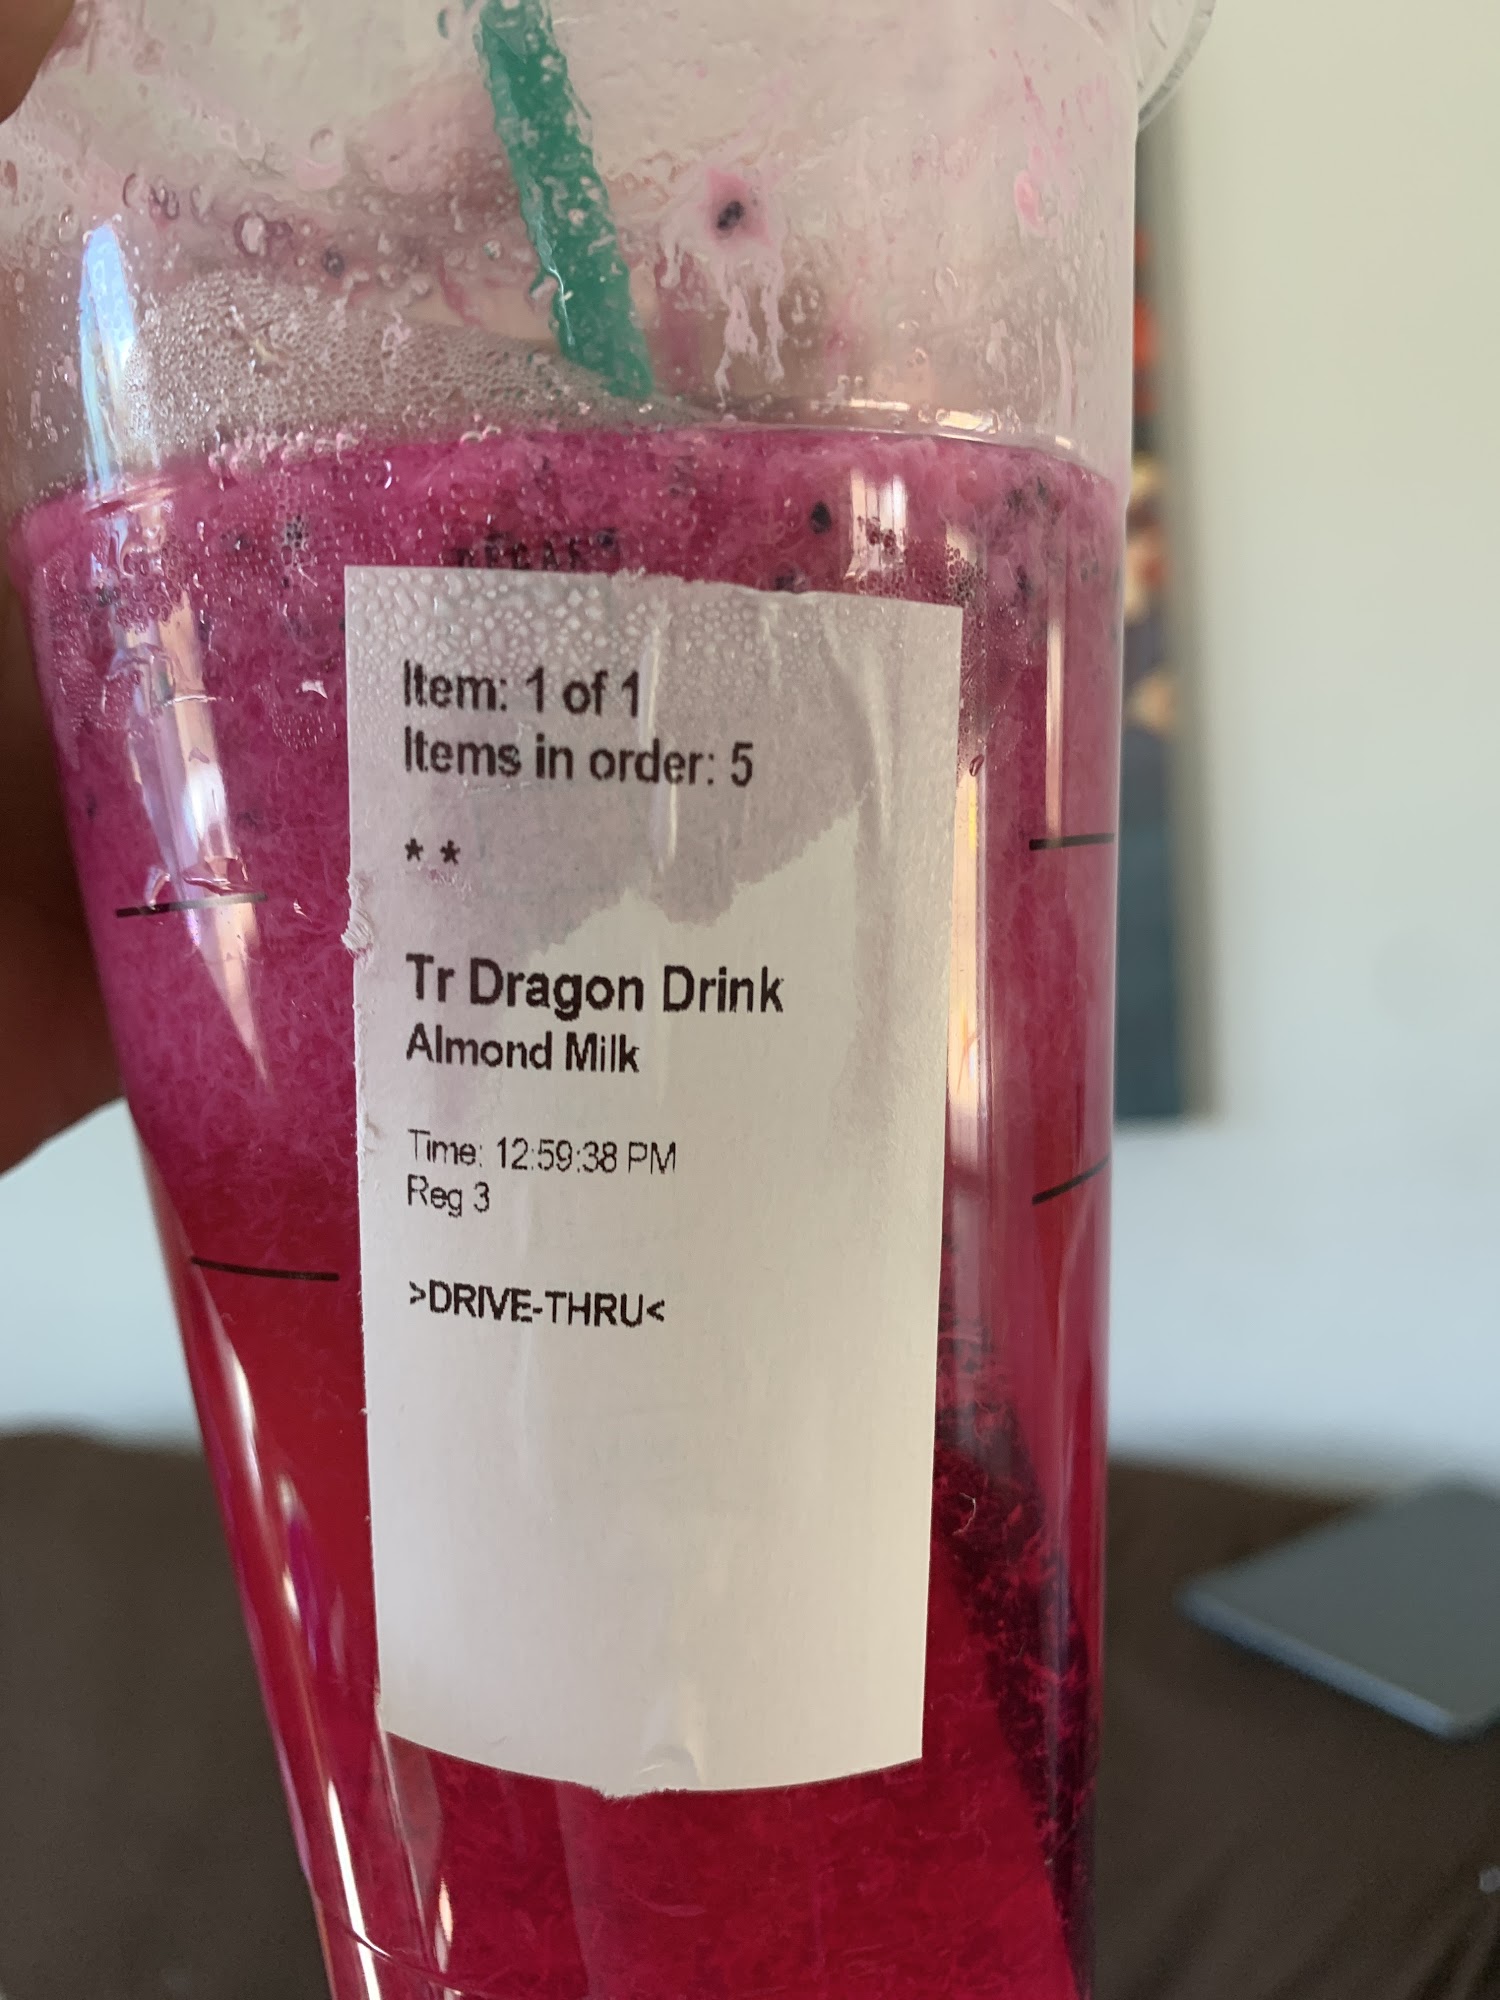 Item: 1 of 1
Items in order: 5
* *
Tr Dragon Drink
Almond Milk
Time: 12:59:38 PM
Reg 3
>DRIVE-THRU<